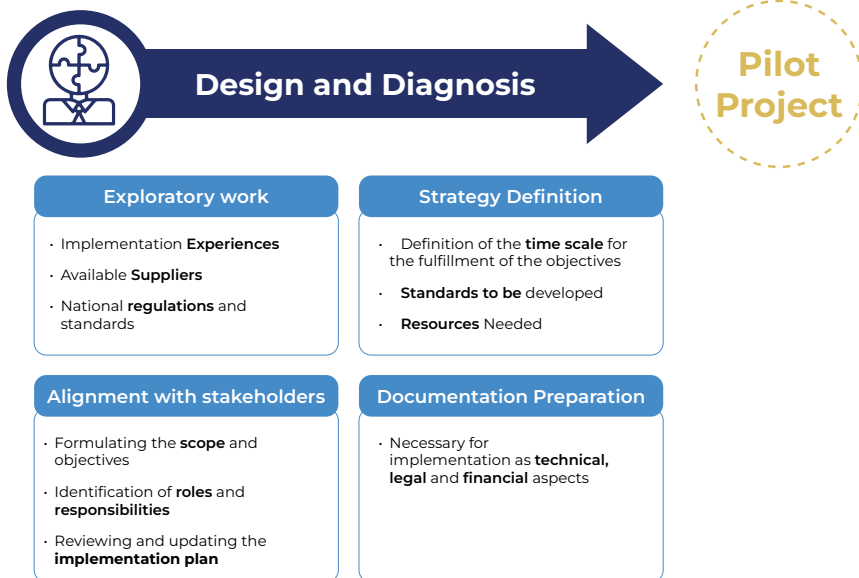 Design and Diagnosis
Pilot
Project
Exploratory work
· Implementation Experiences
· Available Suppliers
· National regulations and
standards
Strategy Definition
· Definition of the time scale for
the fulfillment of the objectives
· Standards to be developed
· Resources Needed
Alignment with stakeholders
· Formulating the scope and
objectives
· Identification of roles and
responsibilities
· Reviewing and updating the
implementation plan
Documentation Preparation
· Necessary for
implementation as technical,
legal and financial aspects